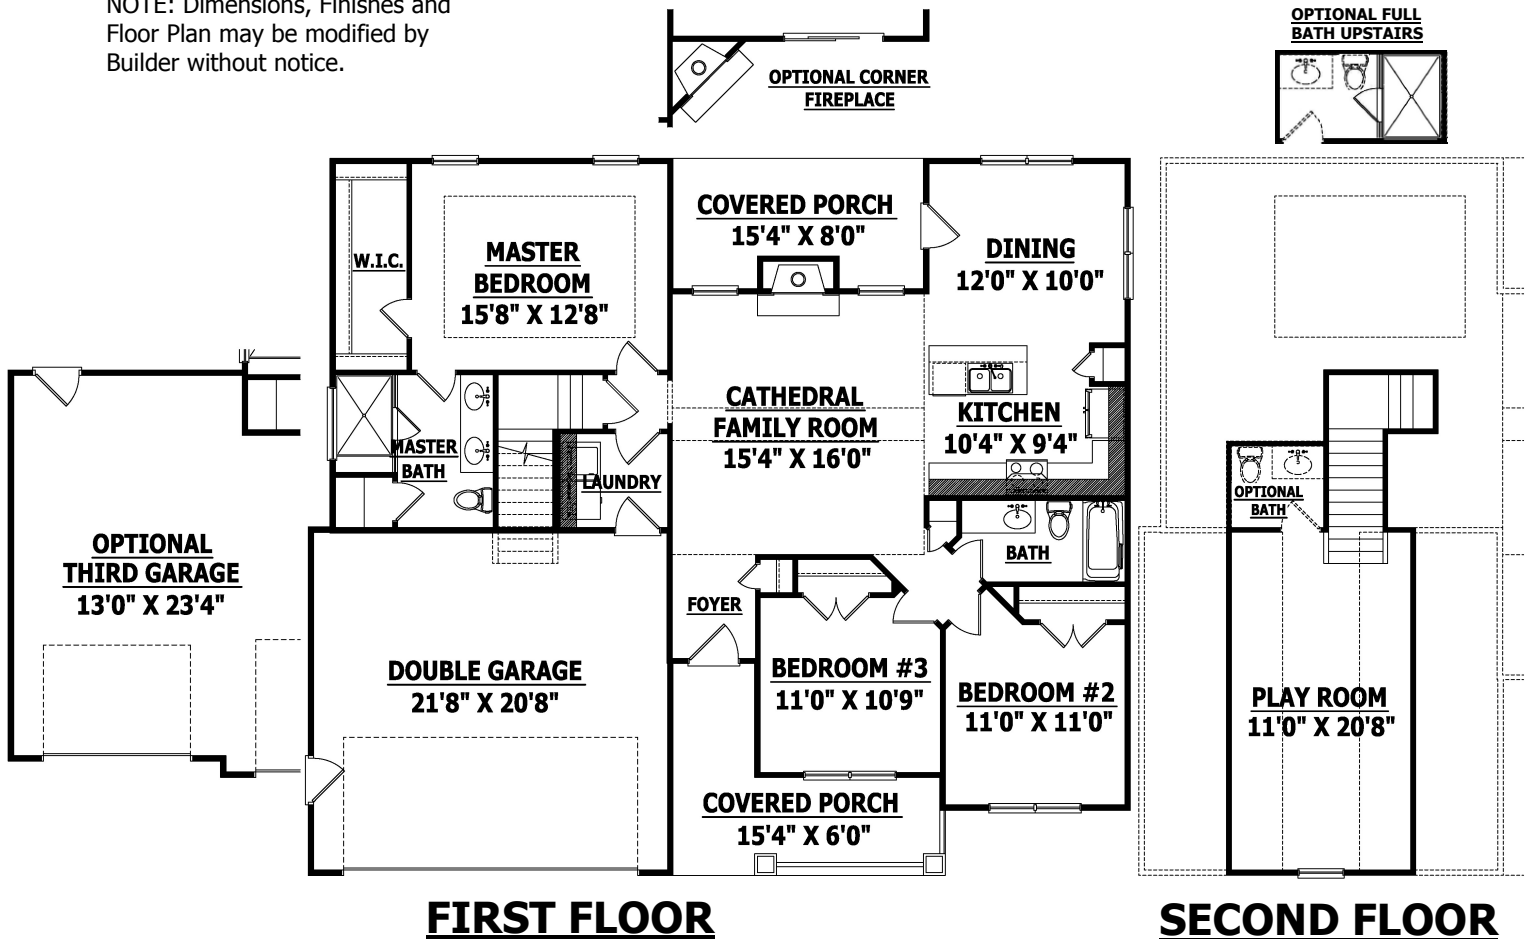 NOTE: Dimensions, Finishes and
Floor Plan may be modified by
Builder without notice.
OPTIONAL CORNER
FIREPLACE
OPTIONAL FULL
BATH UPSTAIRS
COVERED PORCH
15'4" X 8'0"
W.I.C.
MASTER
BEDROOM
15'8" X 12'8"
DINING
12'0" X 10'0"
CATHEDRAL
FAMILY ROOM
15'4" X 16'0"
KITCHEN
10'4" X 9'4"
MASTER
BATH
LAUNDRY
OPTIONAL
THIRD GARAGE
13'0" X 23'4"
BATH
FOYER
DOUBLE GARAGE
21'8" X 20'8"
BEDROOM #3
11'0" X 10'9"
BEDROOM #2
11'0" X 11'0"
COVERED PORCH
15'4" X 6'0"
OPTIONAL
BATH
PLAY ROOM
11'0" X 20'8"
FIRST FLOOR
SECOND FLOOR